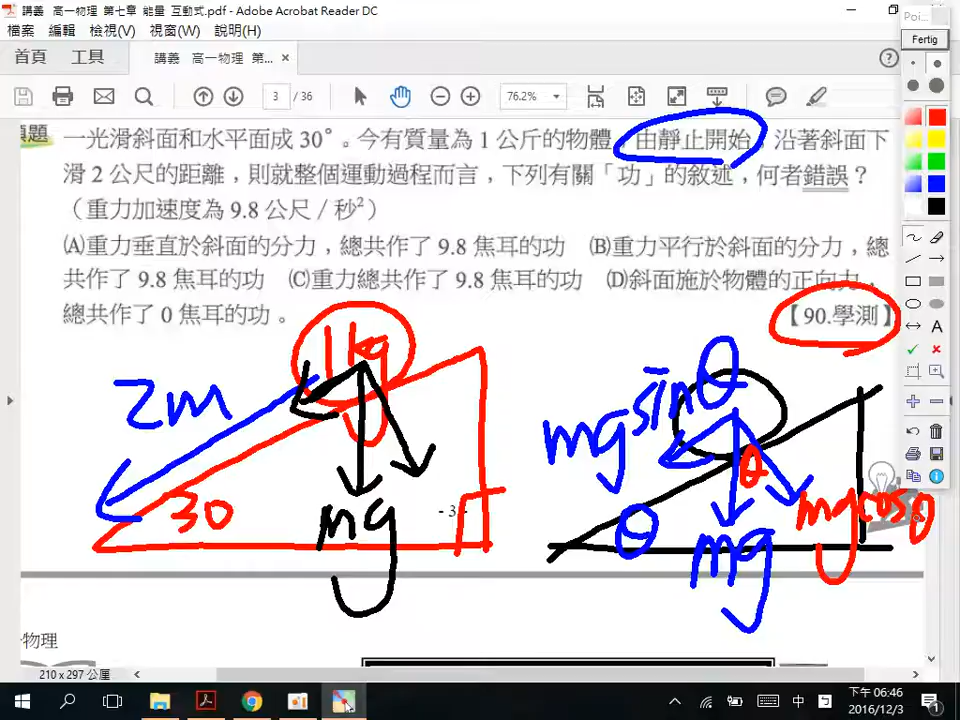 講義 高一物理 第七章 能量 互動式.pdf - Adobe Acrobat Reader DC
Poi...
檔案 編輯 檢視(V) 視窗(W) 說明(H)
Fertig
首頁 工具 講義 高一物理 第... ×
3 / 36
76.2%
題
一光滑斜面和水平面成 30°。今有質量為 1 公斤的物體，由靜止開始，沿著斜面下
滑 2 公尺的距離，則就整個運動過程而言，下列有關「功」的敘述，何者錯誤？
（重力加速度為 9.8 公尺／秒²）
(A)重力垂直於斜面的分力，總共作了 9.8 焦耳的功 (B)重力平行於斜面的分力，總
共作了 9.8 焦耳的功 (C)重力總共作了 9.8 焦耳的功 (D)斜面施於物體的正向力，
總共作了 0 焦耳的功。
【90.學測】
1kg
2m
30
mg
mg sinθ
θ
θ
mg
mg cosθ
- 3 -
物理
210 x 297 公厘
中
下午 06:46
2016/12/3
1